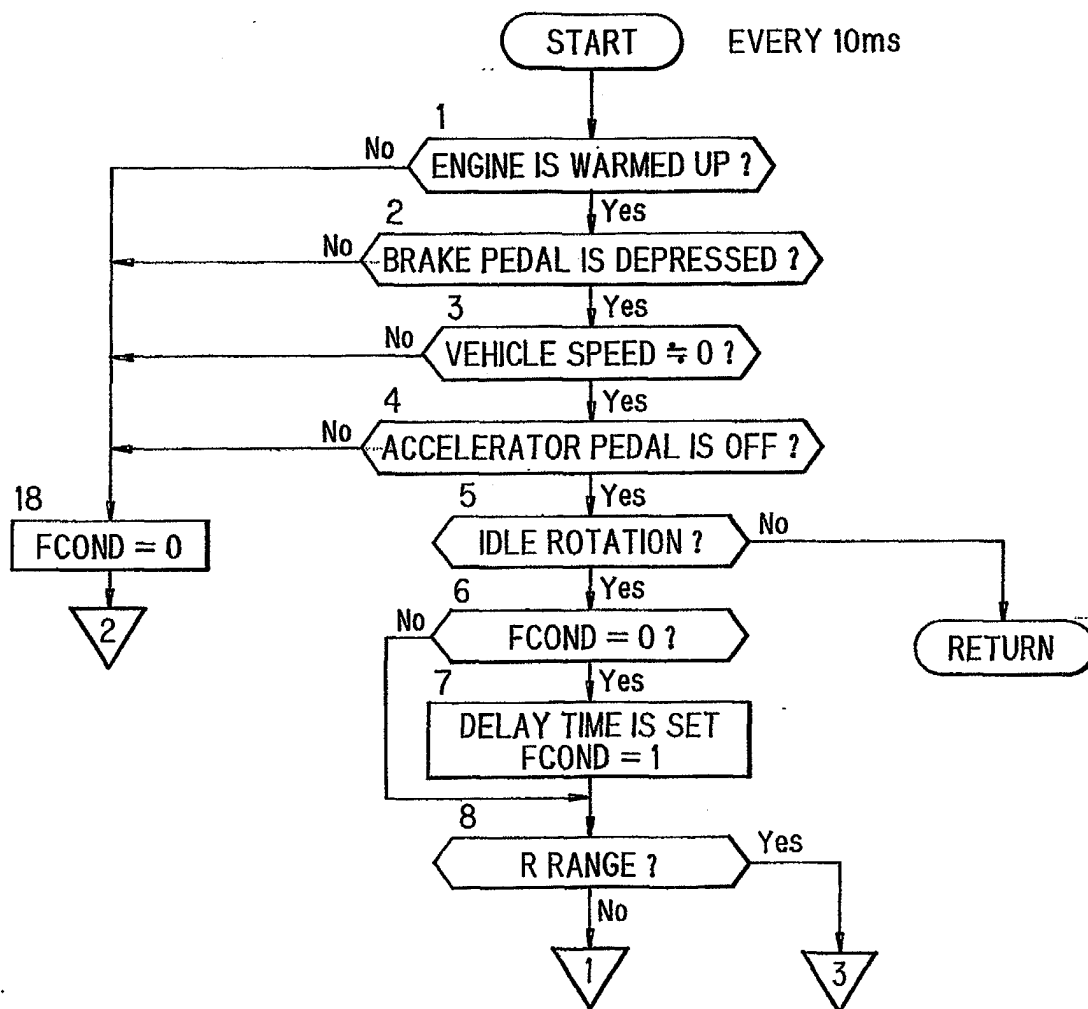 START
EVERY 10ms
1
ENGINE IS WARMED UP ?
No
Yes
2
BRAKE PEDAL IS DEPRESSED ?
No
Yes
3
VEHICLE SPEED ≒ 0 ?
No
Yes
4
ACCELERATOR PEDAL IS OFF ?
No
Yes
18
FCOND = 0
2
5
IDLE ROTATION ?
No
Yes
RETURN
6
FCOND = 0 ?
No
Yes
7
DELAY TIME IS SET
FCOND = 1
8
R RANGE ?
Yes
No
1
3